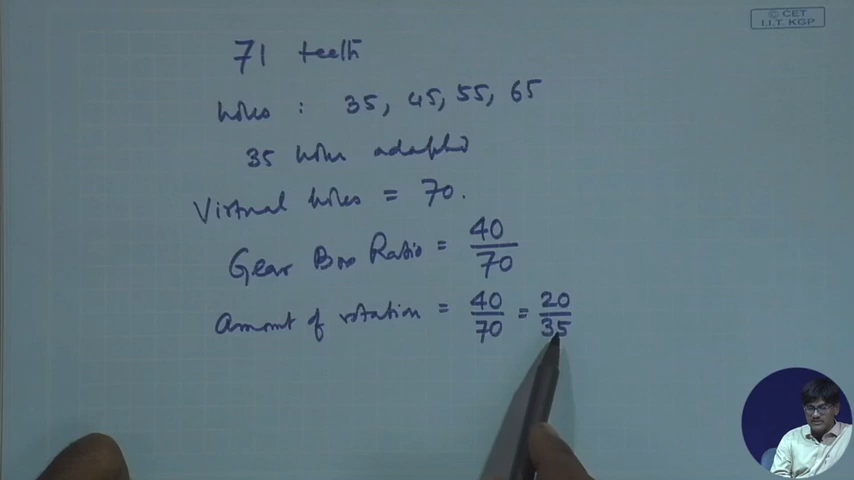 © CET
I.I.T. KGP
71 teeth
holes : 35, 45, 55, 65
35 holes adapted
Virtual holes = 70.
Gear Box Ratio = 40/70
Amount of rotation = 40/70 = 20/35